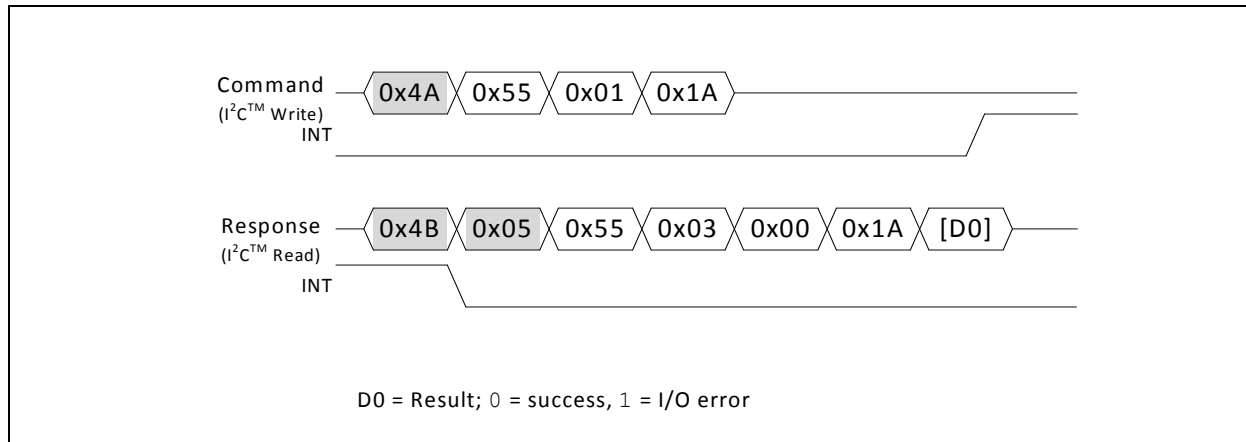 Command 0x4A 0x55 0x01 0x1A
(I²C™ Write)
INT
Response 0x4B 0x05 0x55 0x03 0x00 0x1A [D0]
(I²C™ Read)
INT
D0 = Result; 0 = success, 1 = I/O error